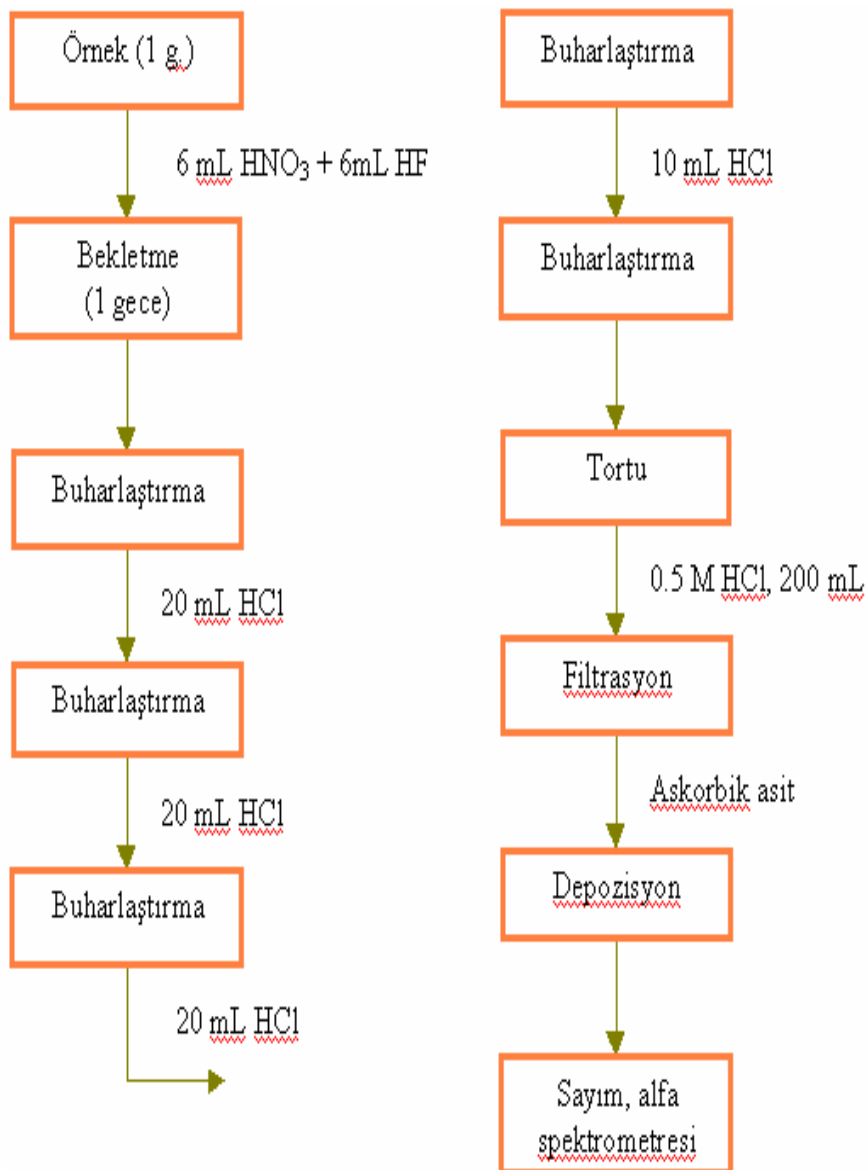 Örnek (1 g.)
6 mL HNO₃ + 6mL HF
Bekletme
(1 gece)
Buharlaştırma
20 mL HCl
Buharlaştırma
20 mL HCl
Buharlaştırma
20 mL HCl
Buharlaştırma
10 mL HCl
Buharlaştırma
Tortu
0.5 M HCl, 200 mL
Filtrasyon
Askorbik asit
Depozisyon
Sayım, alfa
spektrometresi